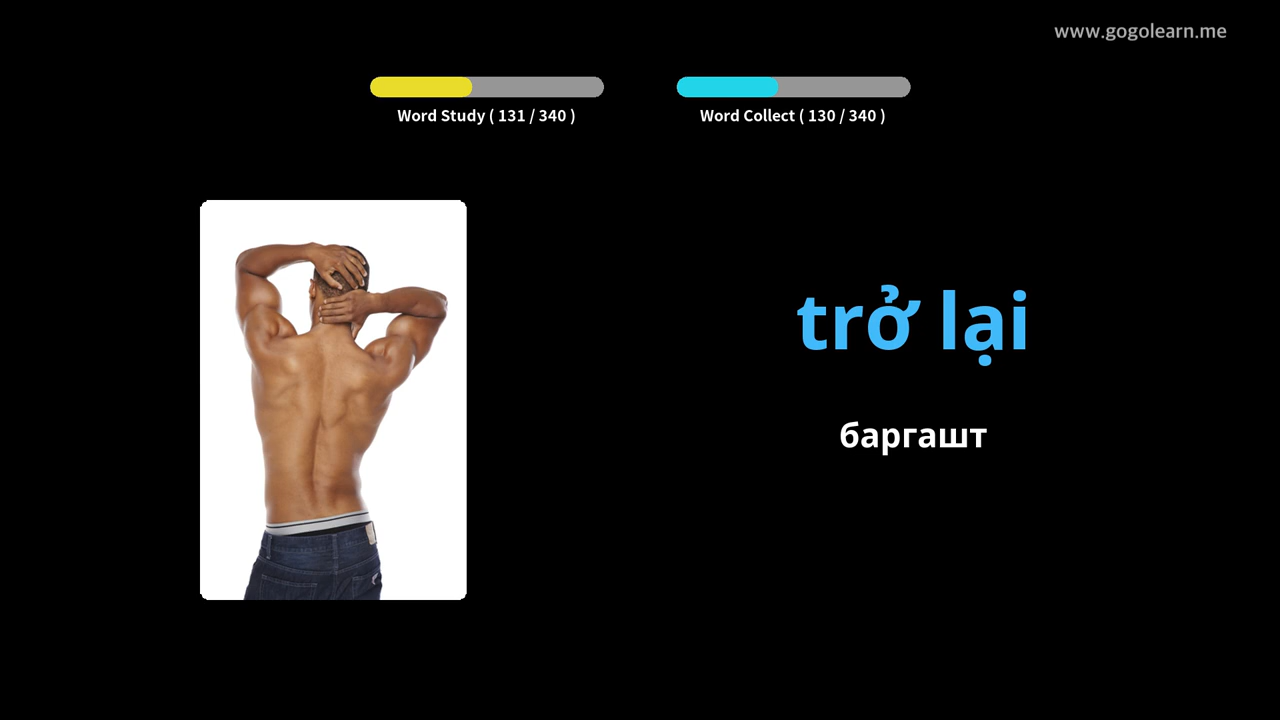 www.gogolearn.me
Word Study ( 131 / 340 )
Word Collect ( 130 / 340 )
trở lại
баргашт